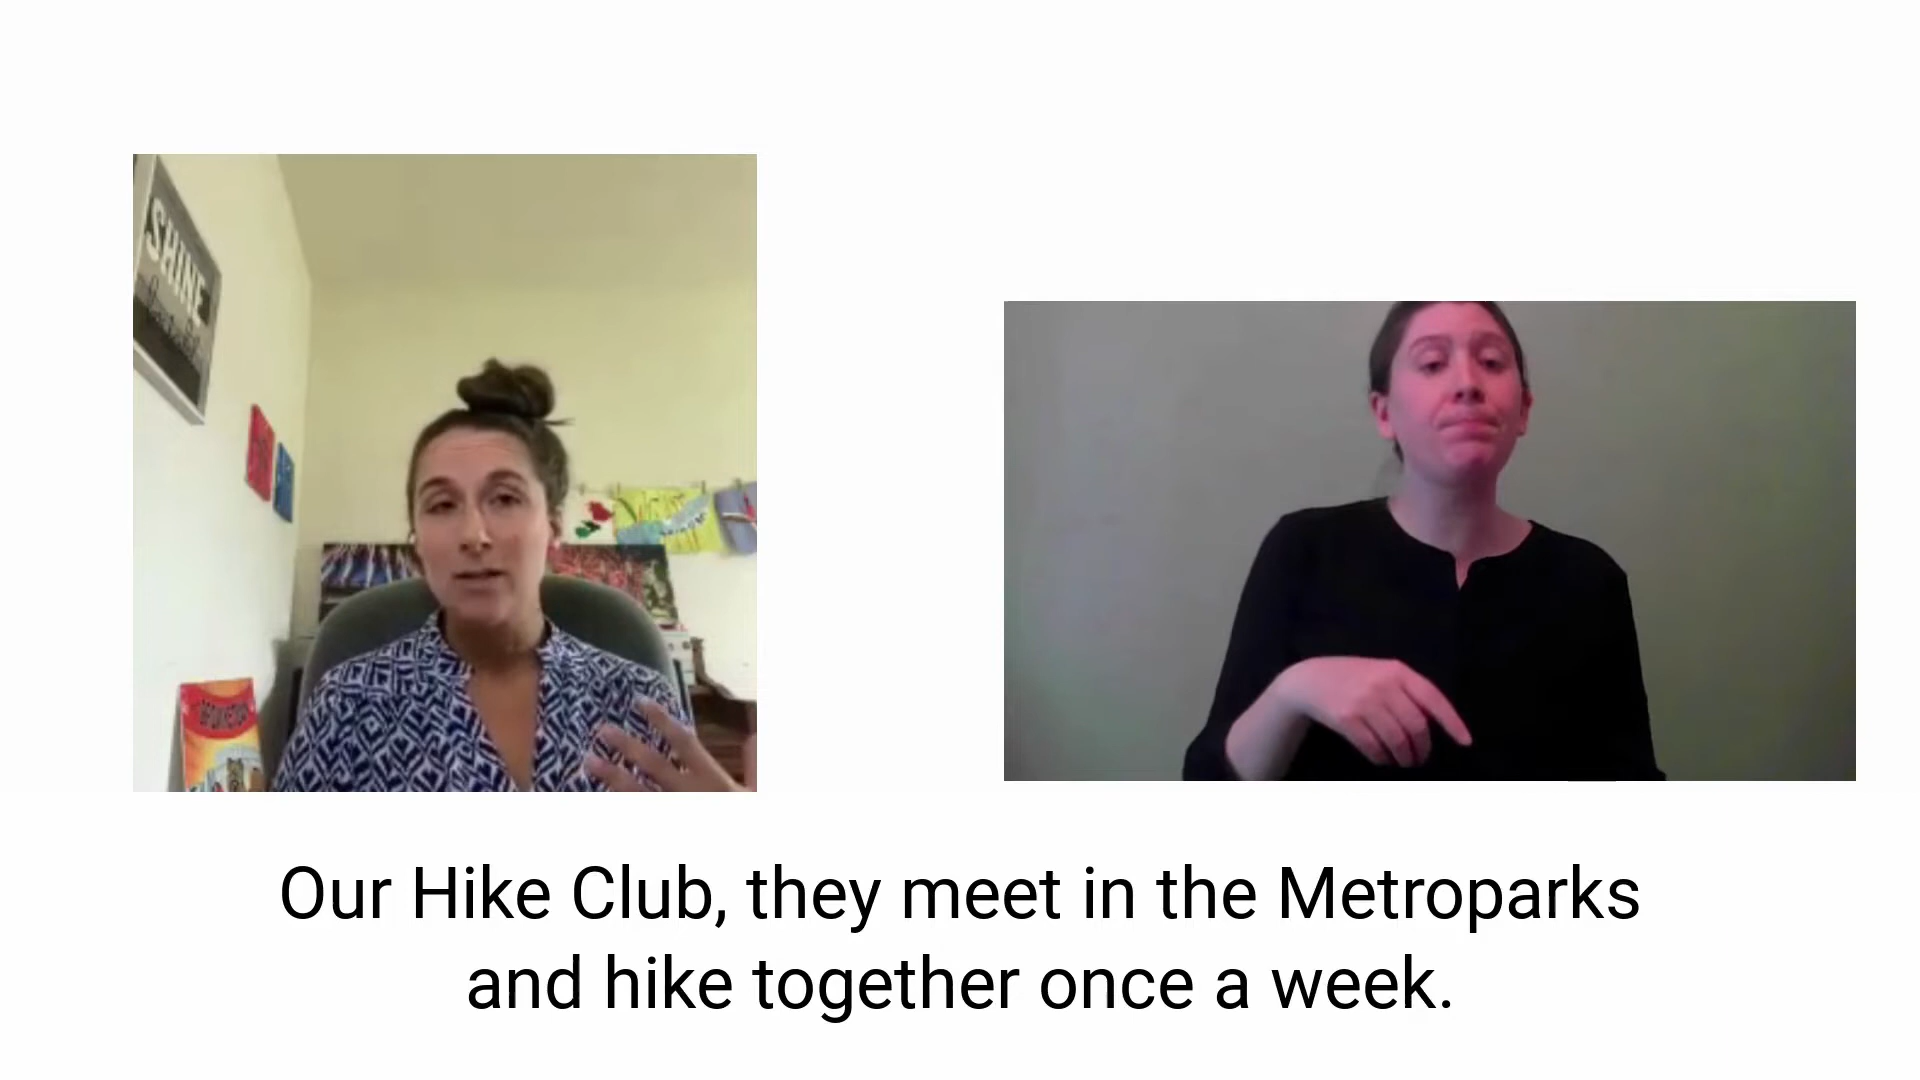 SHINE
Our Hike Club, they meet in the Metroparks
and hike together once a week.